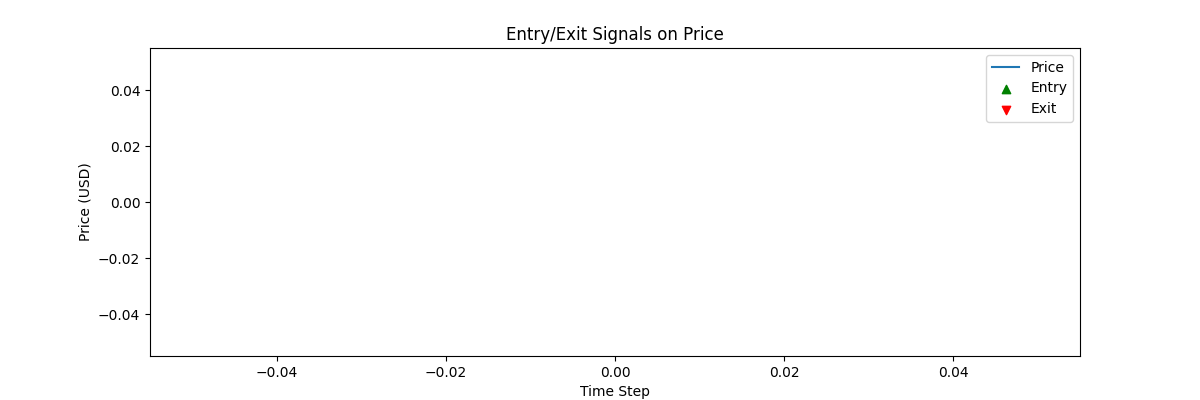 Entry/Exit Signals on Price
Price
Entry
Exit
0.04
0.02
0.00
−0.02
−0.04
Price (USD)
−0.04 −0.02 0.00 0.02 0.04
Time Step